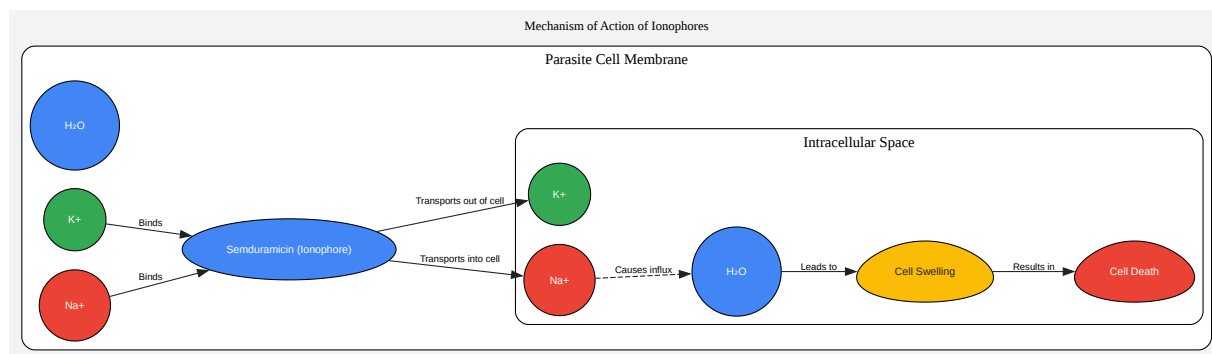 Mechanism of Action of Ionophores
Parasite Cell Membrane
H₂O
Intracellular Space
K+
Binds
Semduramicin (Ionophore)
Na+
Binds
Transports out of cell
K+
Transports into cell
Na+
Causes influx
H₂O
Leads to
Cell Swelling
Results in
Cell Death